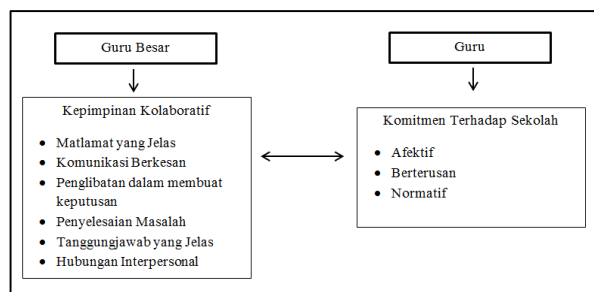 Guru Besar
Kepimpinan Kolaboratif
Matlamat yang Jelas
Komunikasi Berkesan
Penglibatan dalam membuat
keputusan
Penyelesaian Masalah
Tanggungjawab yang Jelas
Hubungan Interpersonal
Guru
Komitmen Terhadap Sekolah
Afektif
Berterusan
Normatif